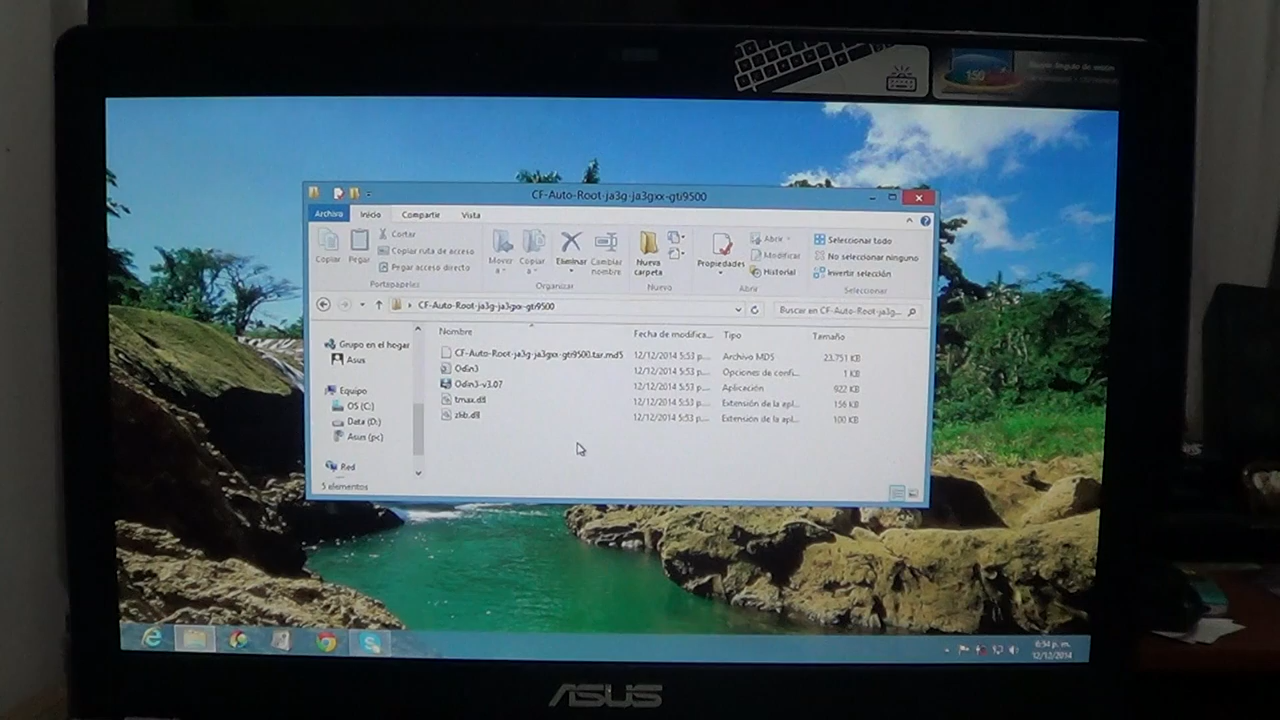 150
CF-Auto-Root-ja3g-ja3gxx-gti9500
Archivo Inicio Compartir Vista
Copiar
Pegar
Cortar
Copiar ruta de acceso
Pegar acceso directo
Portapapeles
Mover a
Copiar a
Eliminar
Cambiar nombre
Organizar
Nueva carpeta
Nuevo
Propiedades
Abrir
Modificar
Historial
Abrir
Seleccionar todo
No seleccionar ninguno
Invertir selección
Seleccionar
CF-Auto-Root-ja3g-ja3gxx-gti9500
Buscar en CF-Auto-Root-ja3g...
Grupo en el hogar
Asus
Equipo
OS (C:)
Data (D:)
Asus (pc)
Red
Nombre Fecha de modifica... Tipo Tamaño
CF-Auto-Root-ja3g-ja3gxx-gti9500.tar.md5 12/12/2014 5:53 p.... Archivo MD5 23,751 KB
Odin3 12/12/2014 5:53 p.... Opciones de confi... 1 KB
Odin3-v3.07 12/12/2014 5:53 p.... Aplicación 922 KB
tmax.dll 12/12/2014 5:53 p.... Extensión de la apl... 156 KB
zlib.dll 12/12/2014 5:53 p.... Extensión de la apl... 100 KB
5 elementos
12/12/2014
ASUS